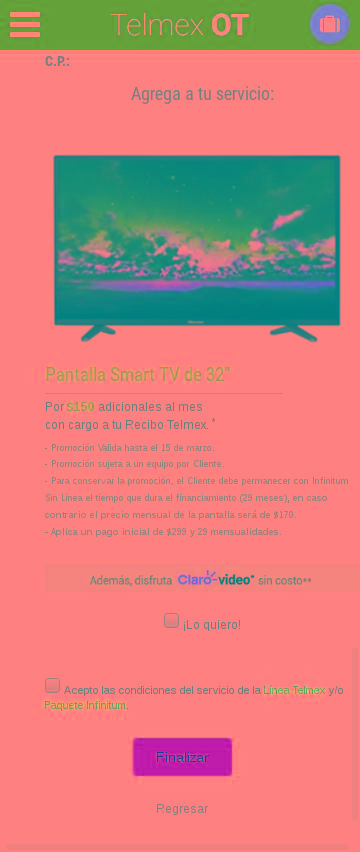 Telmex OT
C.P.:
Agrega a tu servicio:
Pantalla Smart TV de 32"
Por $150 adicionales al mes
con cargo a tu Recibo Telmex.*
- Promoción Valida hasta el 15 de marzo.
- Promoción sujeta a un equipo por Cliente.
- Para conservar la promoción, el Cliente debe permanecer con Infinitum
Sin Línea el tiempo que dura el financiamiento (29 meses), en caso
contrario el precio mensual de la pantalla será de $179.
- Aplica un pago inicial de $299 y 29 mensualidades.
Además, disfruta Claro video sin costo**
¡Lo quiero!
Acepto las condiciones del servicio de la Línea Telmex y/o
Paquete Infinitum.
Finalizar
Regresar